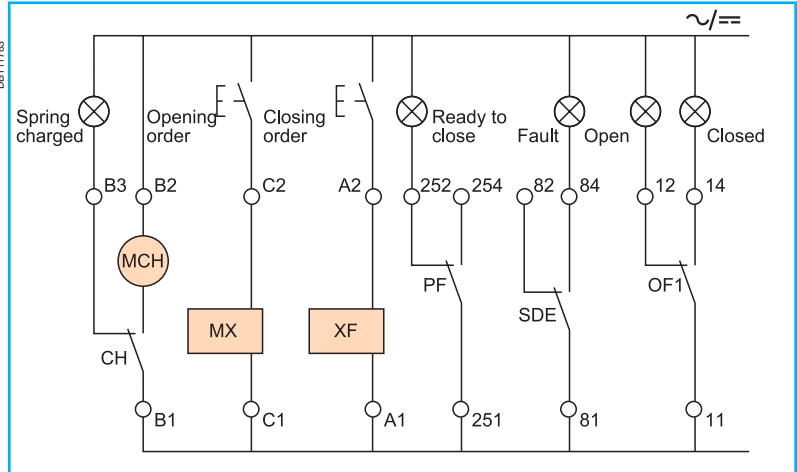 ~/⎓
Spring charged
Opening order
Closing order
Ready to close
Fault
Open
Closed
B3
B2
C2
A2
252
254
82
84
12
14
MCH
PF
OF1
SDE
MX
XF
CH
B1
C1
A1
251
81
11